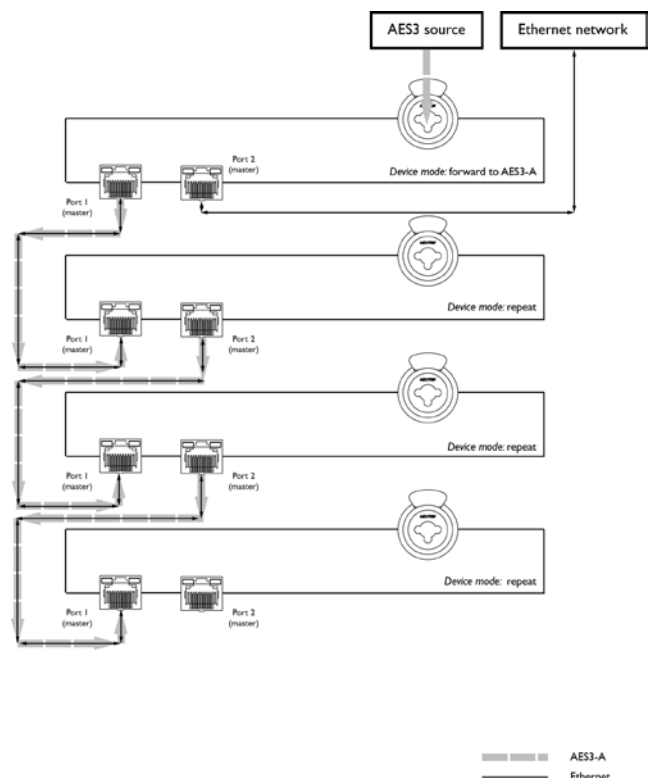 AES3 source
Ethernet network
Port 1
(master)
Port 2
(master)
Device mode: forward to AES3-A
Port 1
(master)
Port 2
(master)
Device mode: repeat
Port 1
(master)
Port 2
(master)
Device mode: repeat
Port 1
(master)
Port 2
(master)
Device mode: repeat
AES3-A
Ethernet